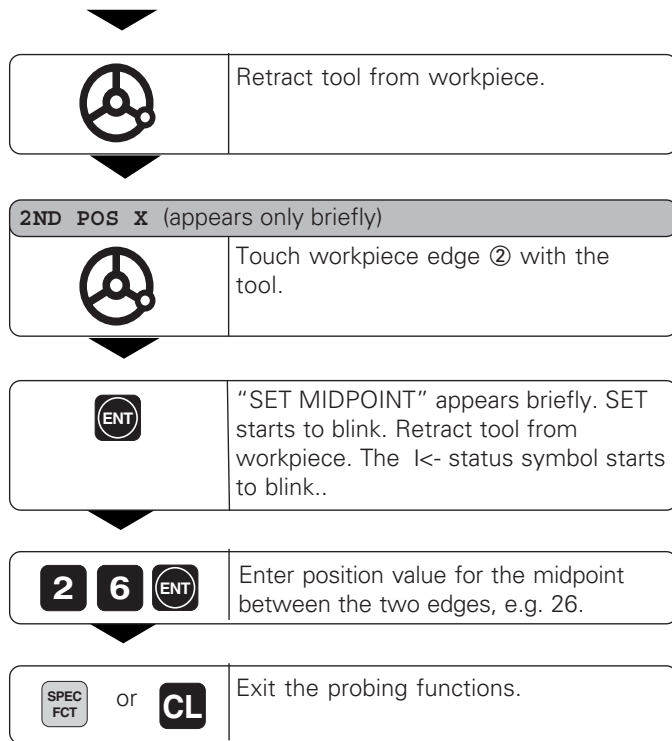 Retract tool from workpiece.
2ND POS X (appears only briefly)
Touch workpiece edge ② with the
tool.
ENT
“SET MIDPOINT” appears briefly. SET
starts to blink. Retract tool from
workpiece. The I<- status symbol starts
to blink..
2 6 ENT
Enter position value for the midpoint
between the two edges, e.g. 26.
SPEC
FCT
or CL
Exit the probing functions.